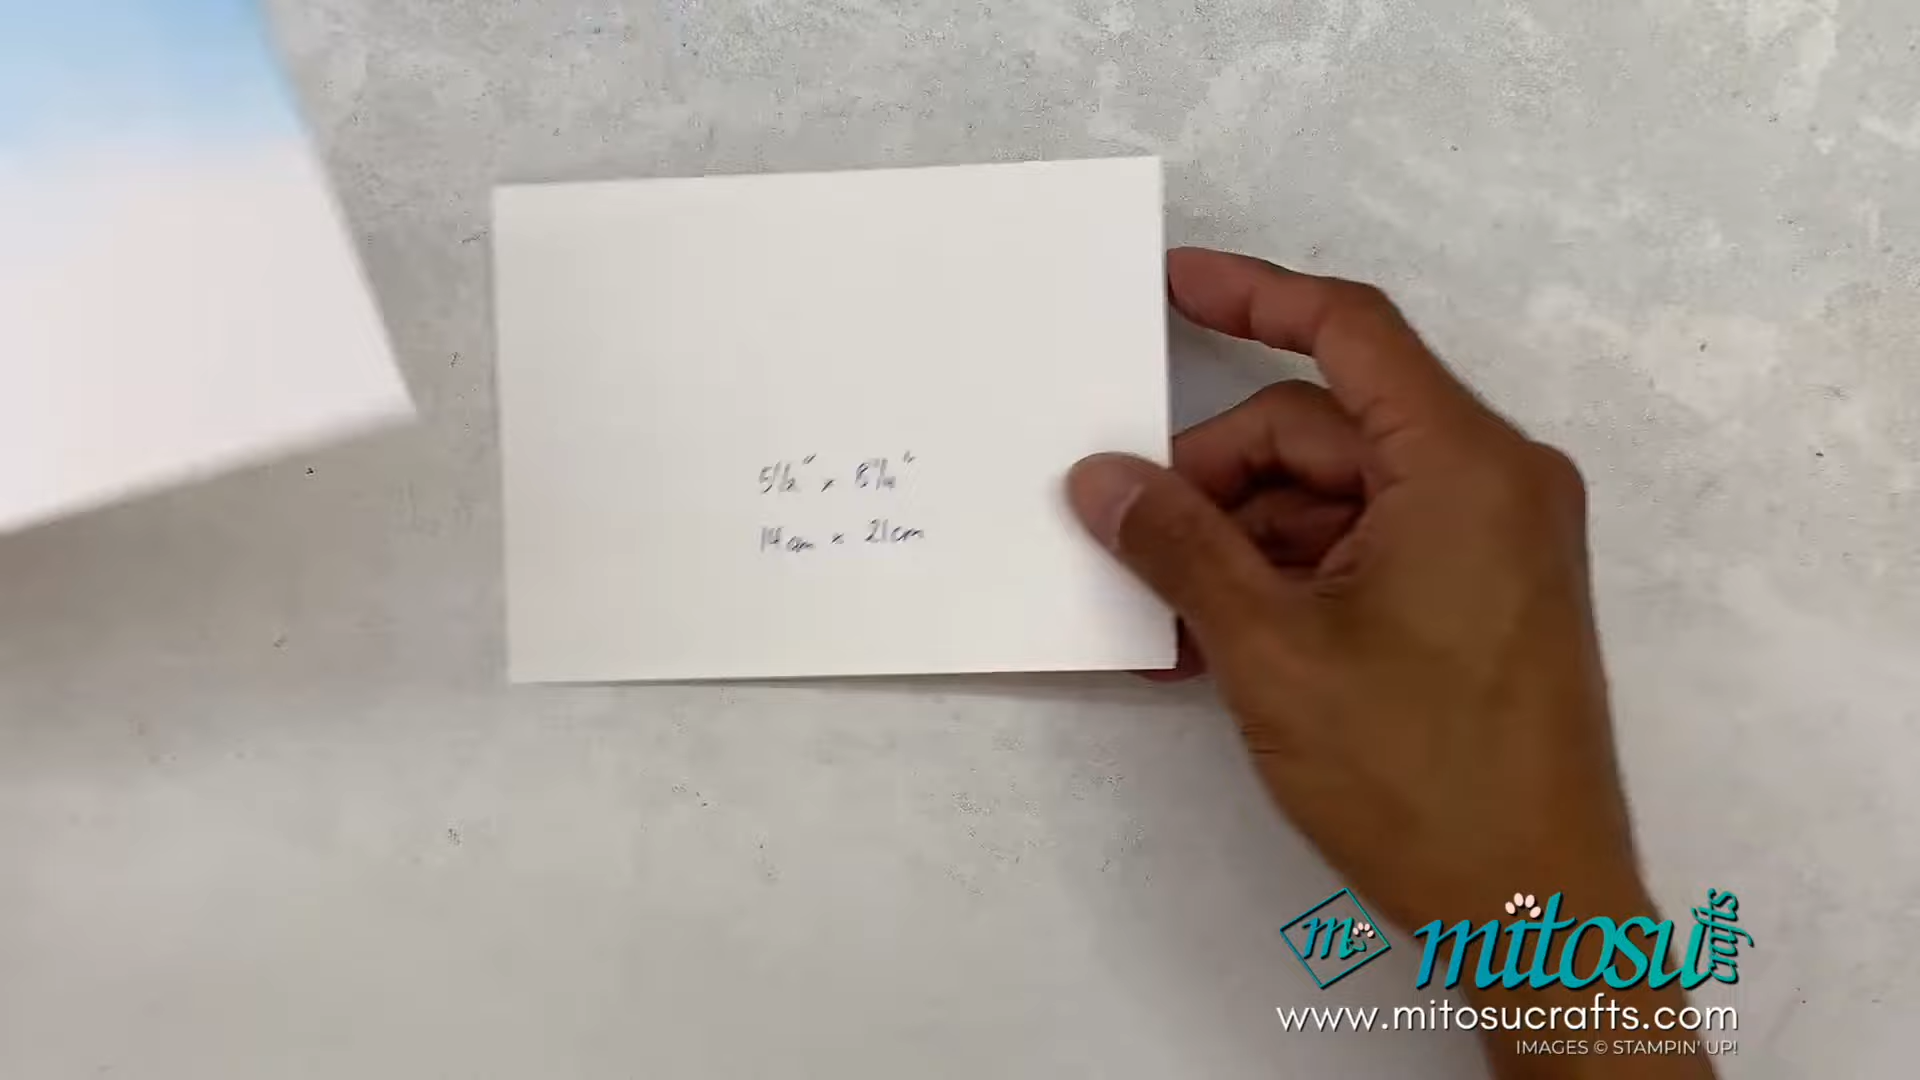 5½" x 8¼"
14cm x 21cm
m
mitosu crafts
www.mitosucrafts.com
IMAGES © STAMPIN' UP!